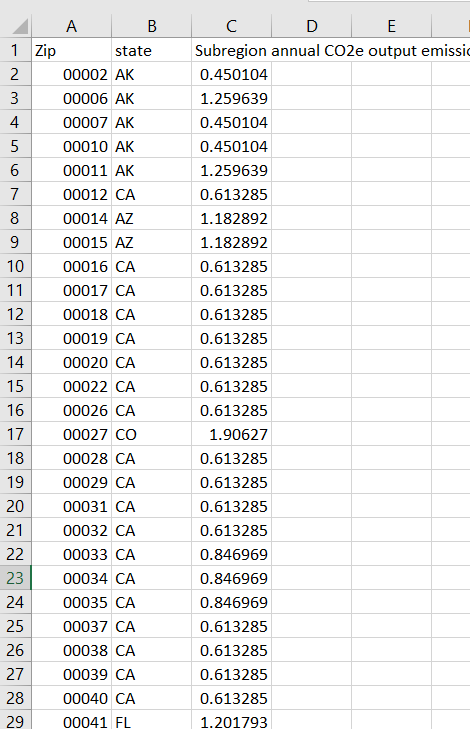 A B C D E
1 Zip state Subregion annual CO2e output
2 00002 AK 0.450104
3 00006 AK 1.259639
4 00007 AK 0.450104
5 00010 AK 0.450104
6 00011 AK 1.259639
7 00012 CA 0.613285
8 00014 AZ 1.182892
9 00015 AZ 1.182892
10 00016 CA 0.613285
11 00017 CA 0.613285
12 00018 CA 0.613285
13 00019 CA 0.613285
14 00020 CA 0.613285
15 00022 CA 0.613285
16 00026 CA 0.613285
17 00027 CO 1.90627
18 00028 CA 0.613285
19 00029 CA 0.613285
20 00031 CA 0.613285
21 00032 CA 0.613285
22 00033 CA 0.846969
23 00034 CA 0.846969
24 00035 CA 0.846969
25 00037 CA 0.613285
26 00038 CA 0.613285
27 00039 CA 0.613285
28 00040 CA 0.613285
29 00041 FL 1.201793